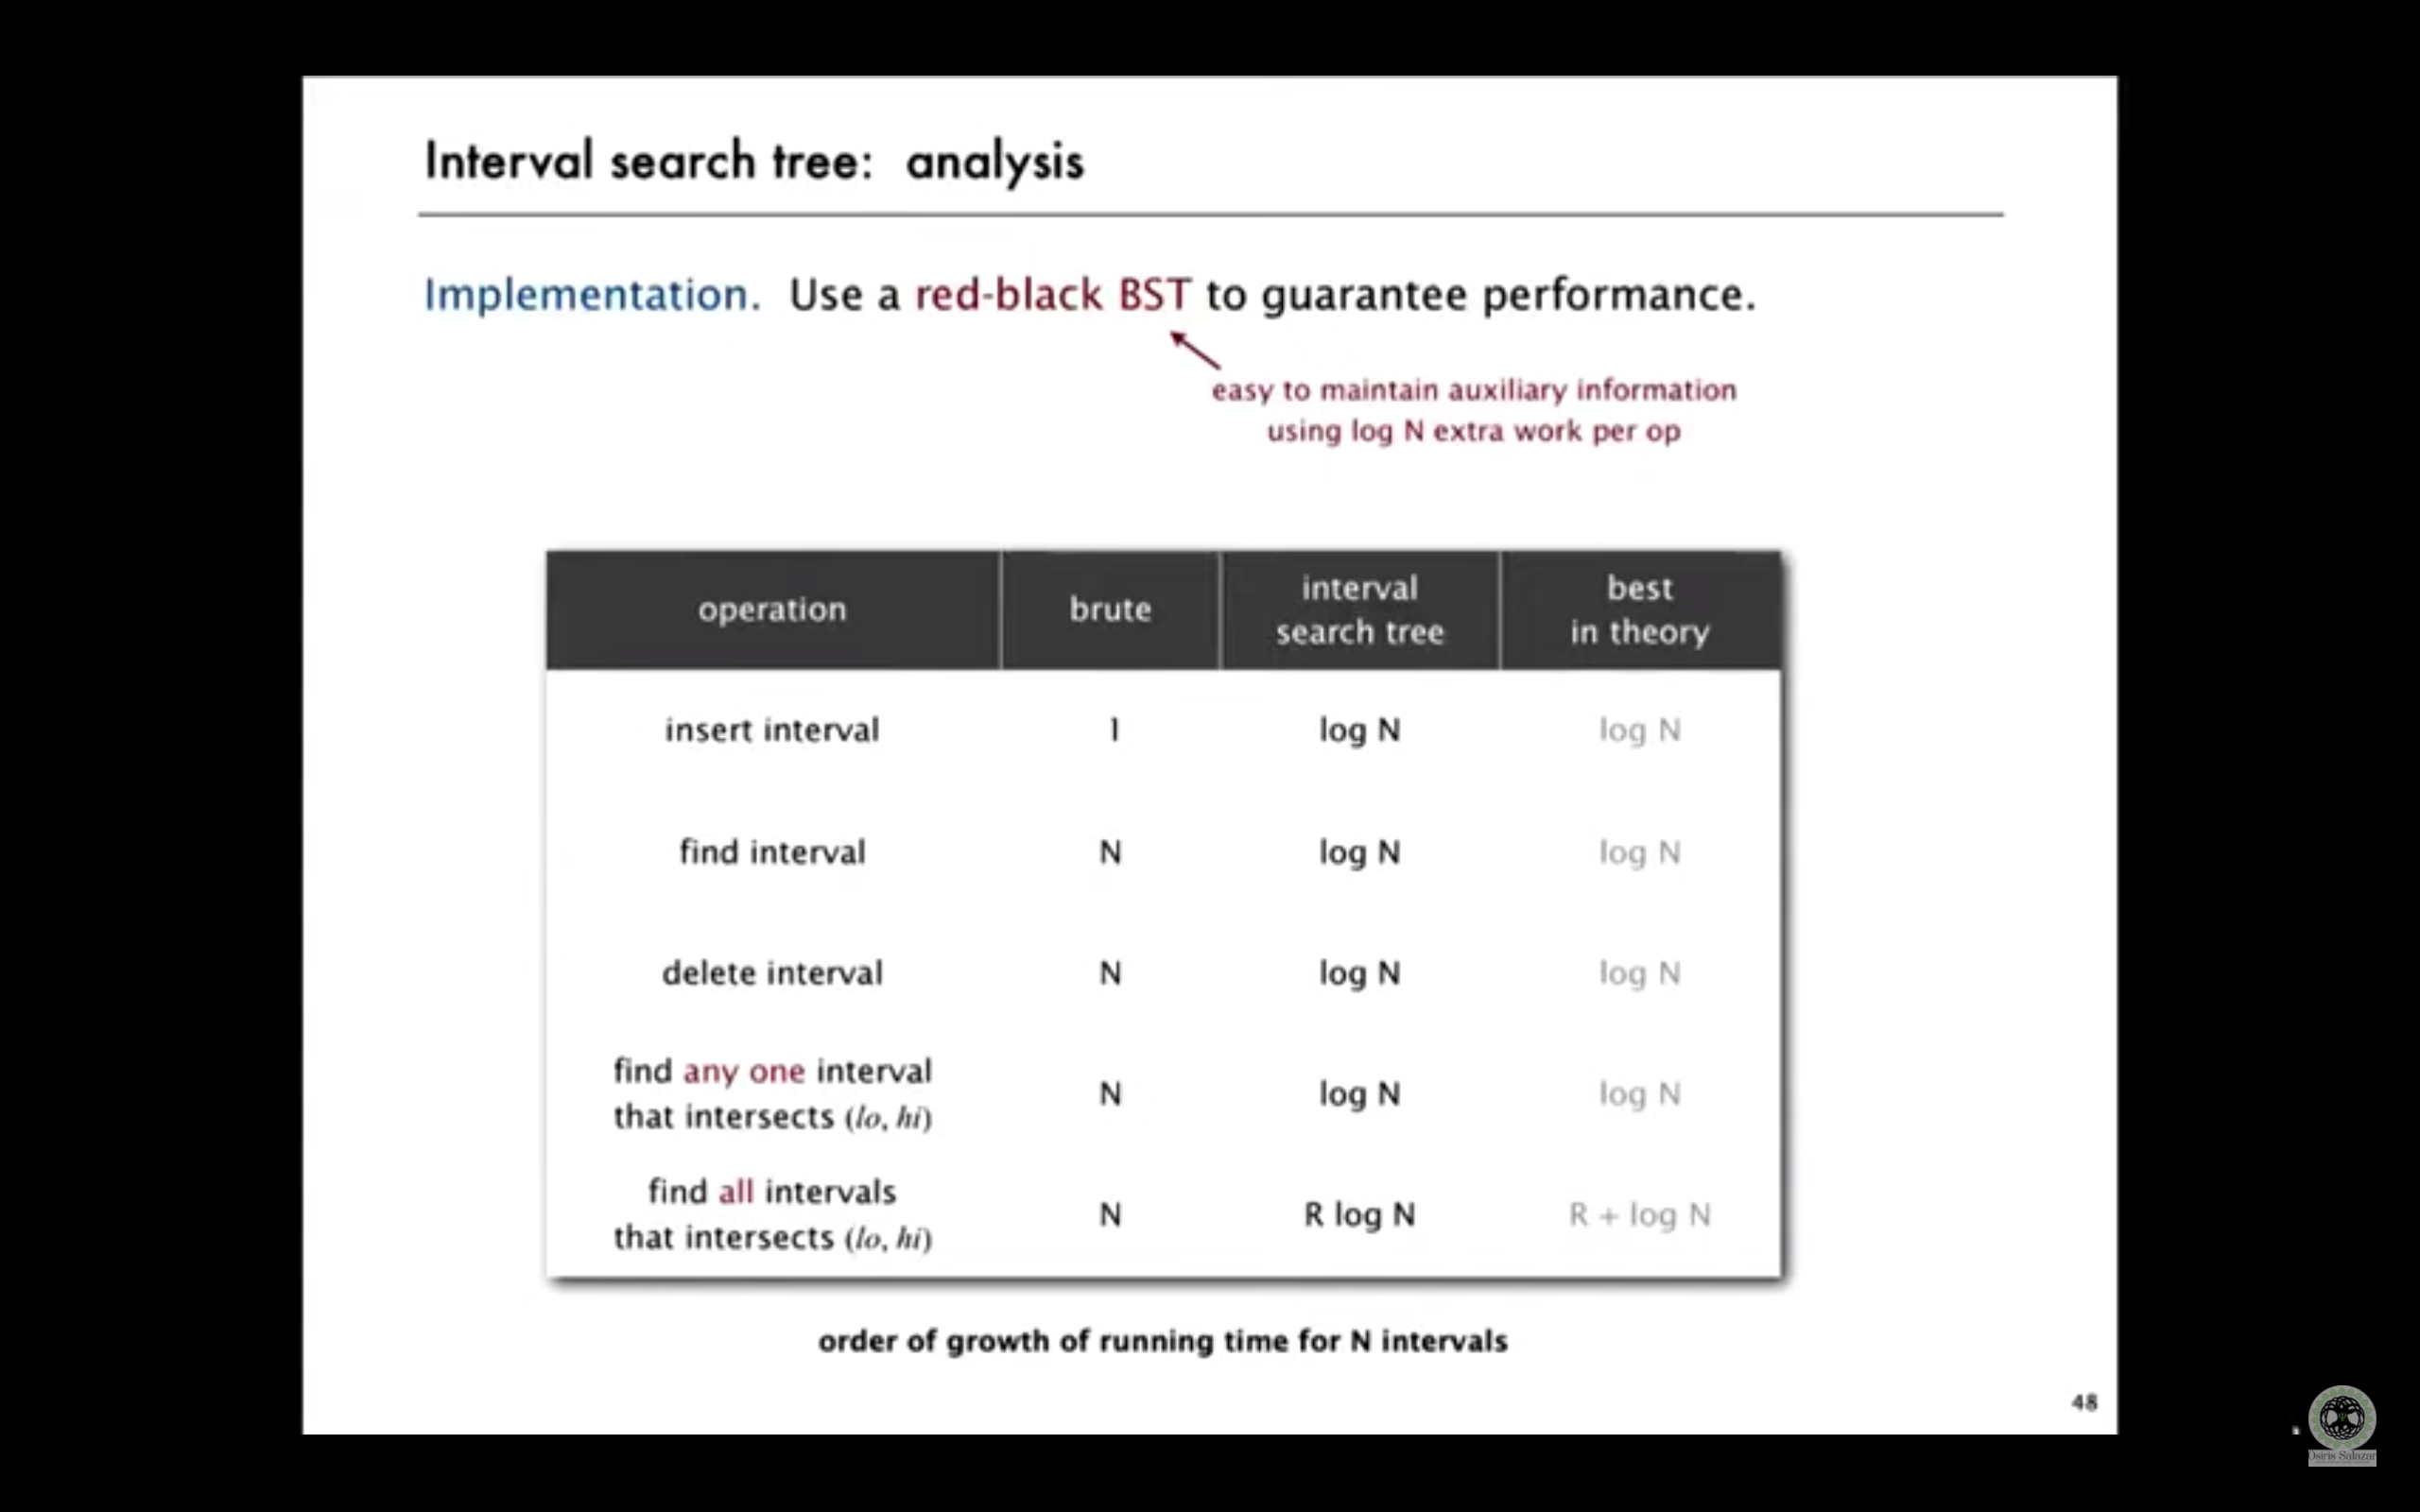 Interval search tree: analysis
Implementation. Use a red-black BST to guarantee performance.
easy to maintain auxiliary information
using log N extra work per op
operation brute interval search tree best in theory
insert interval 1 log N log N
find interval N log N log N
delete interval N log N log N
find any one interval
that intersects (lo, hi) N log N log N
find all intervals
that intersects (lo, hi) N R log N R + log N
order of growth of running time for N intervals
48
Osiris Salazar